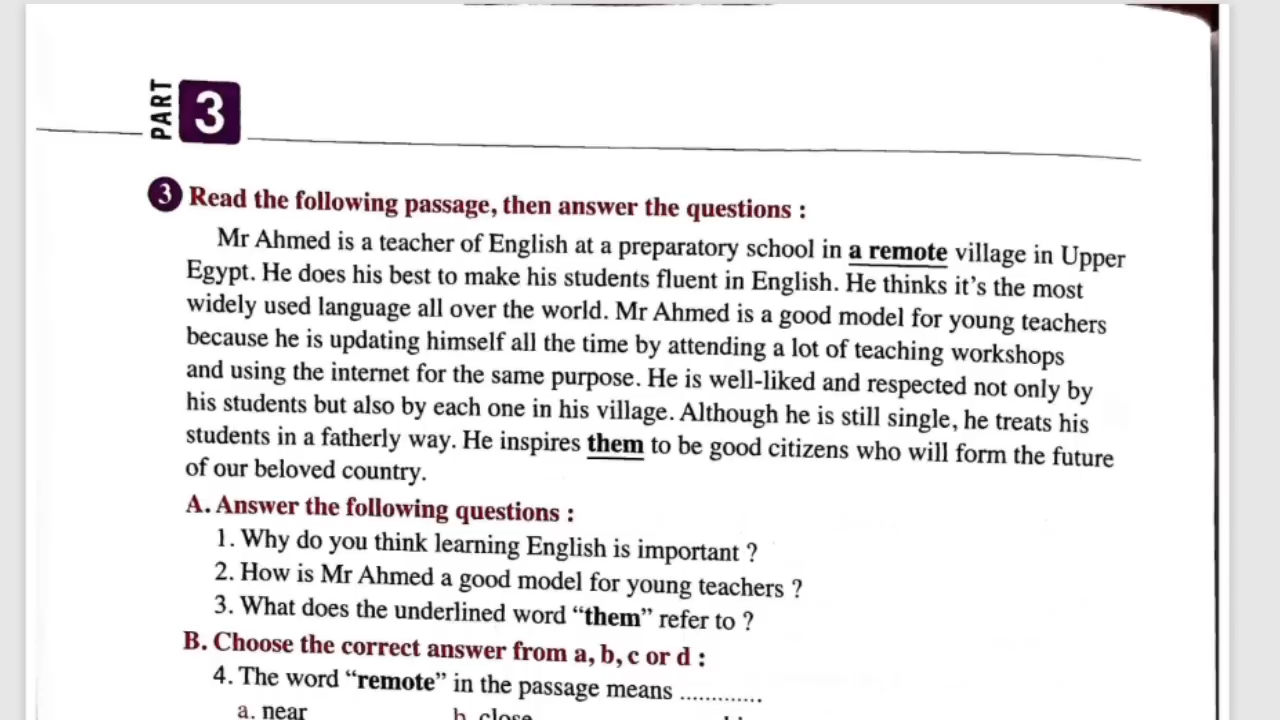 PART 3
3 Read the following passage, then answer the questions :
Mr Ahmed is a teacher of English at a preparatory school in a remote village in Upper
Egypt. He does his best to make his students fluent in English. He thinks it's the most
widely used language all over the world. Mr Ahmed is a good model for young teachers
because he is updating himself all the time by attending a lot of teaching workshops
and using the internet for the same purpose. He is well-liked and respected not only by
his students but also by each one in his village. Although he is still single, he treats his
students in a fatherly way. He inspires them to be good citizens who will form the future
of our beloved country.
A. Answer the following questions :
1. Why do you think learning English is important ?
2. How is Mr Ahmed a good model for young teachers ?
3. What does the underlined word “them” refer to ?
B. Choose the correct answer from a, b, c or d :
4. The word “remote” in the passage means .............
a. near b. close